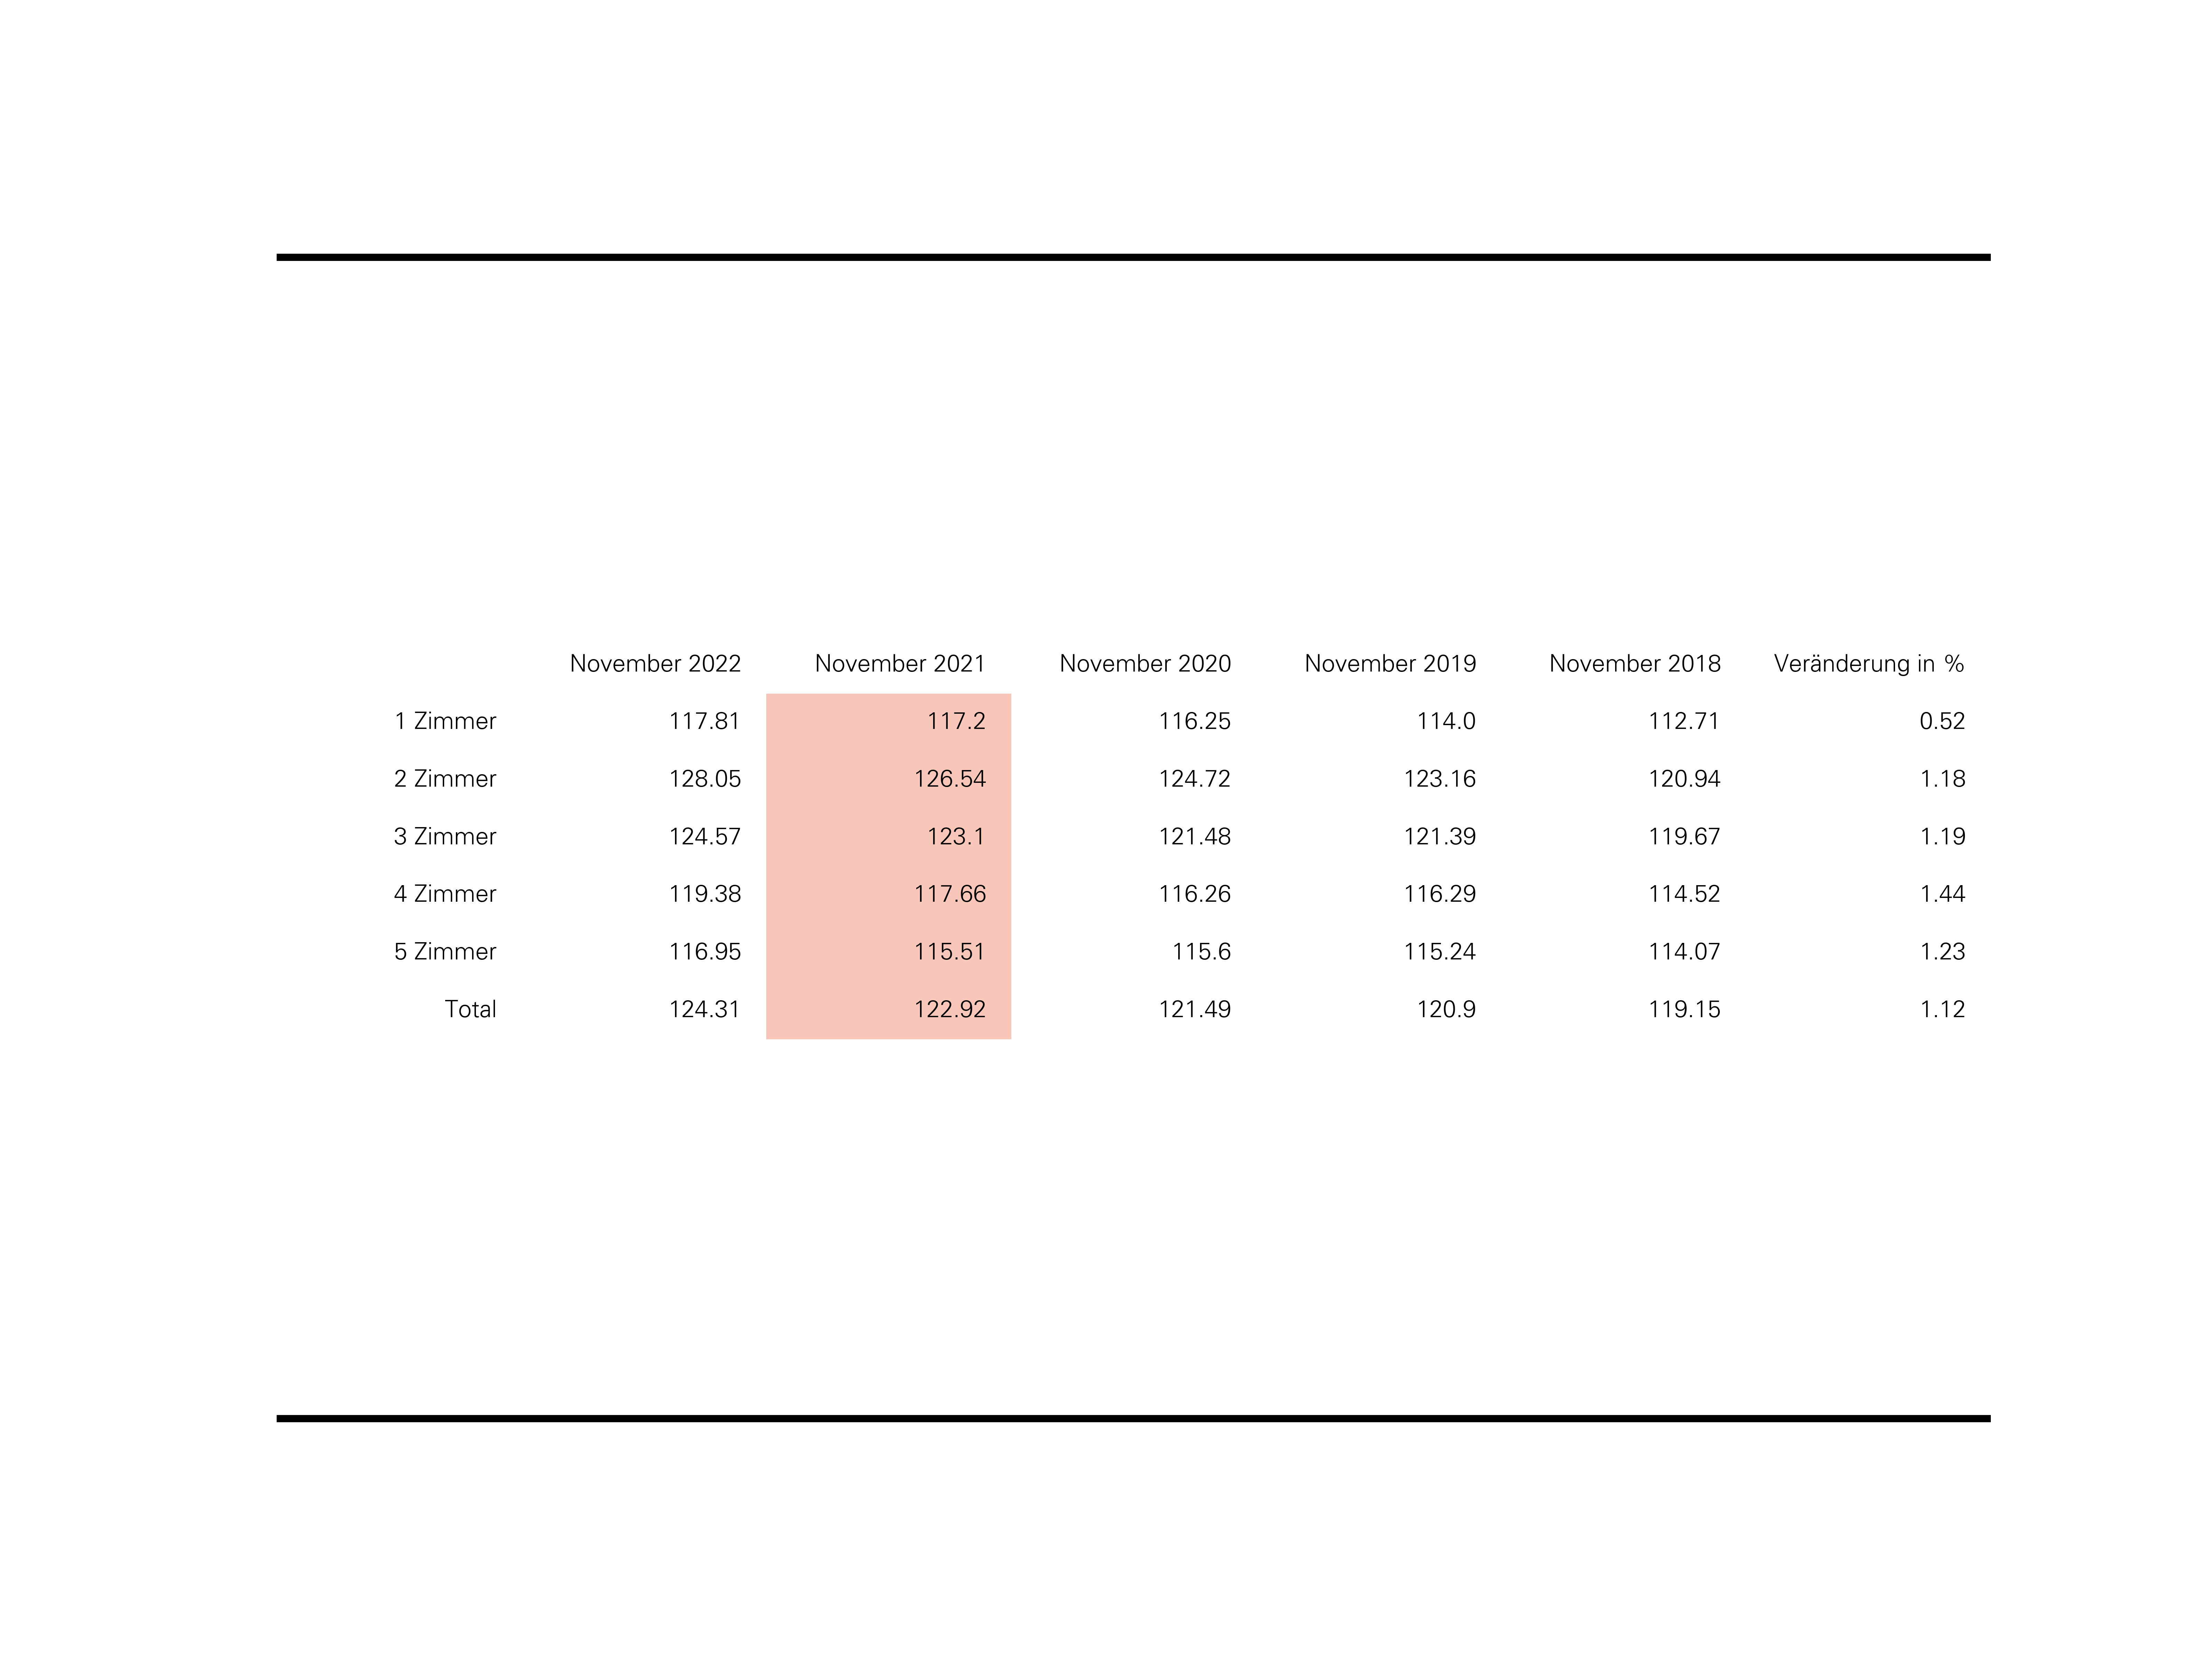 November 2022 November 2021 November 2020 November 2019 November 2018 Veränderung in %
1 Zimmer 117.81 117.2 116.25 114.0 112.71 0.52
2 Zimmer 128.05 126.54 124.72 123.16 120.94 1.18
3 Zimmer 124.57 123.1 121.48 121.39 119.67 1.19
4 Zimmer 119.38 117.66 116.26 116.29 114.52 1.44
5 Zimmer 116.95 115.51 115.6 115.24 114.07 1.23
Total 124.31 122.92 121.49 120.9 119.15 1.12